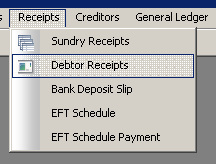 s Receipts Creditors General Ledger
Sundry Receipts
Debtor Receipts
Bank Deposit Slip
EFT Schedule
EFT Schedule Payment